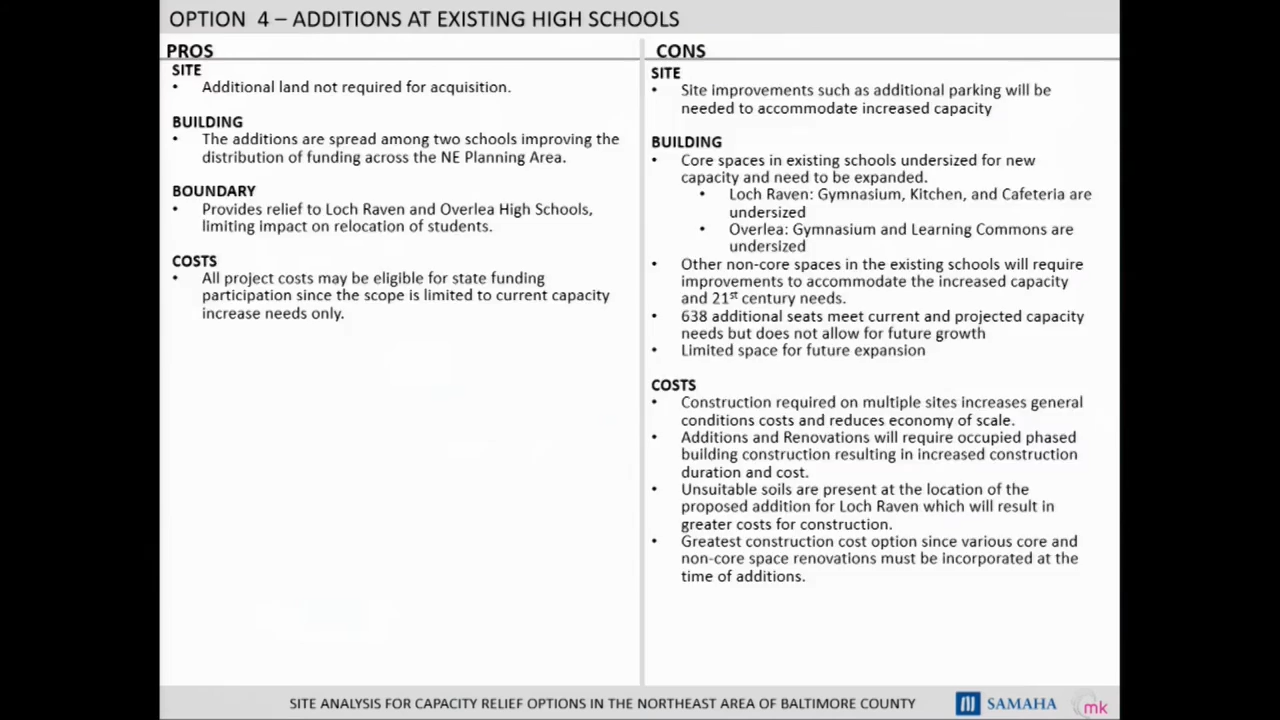 OPTION 4 – ADDITIONS AT EXISTING HIGH SCHOOLS
PROS
SITE
• Additional land not required for acquisition.
BUILDING
• The additions are spread among two schools improving the
distribution of funding across the NE Planning Area.
BOUNDARY
• Provides relief to Loch Raven and Overlea High Schools,
limiting impact on relocation of students.
COSTS
• All project costs may be eligible for state funding
participation since the scope is limited to current capacity
increase needs only.
CONS
SITE
• Site improvements such as additional parking will be
needed to accommodate increased capacity
BUILDING
• Core spaces in existing schools undersized for new
capacity and need to be expanded.
• Loch Raven: Gymnasium, Kitchen, and Cafeteria are
undersized
• Overlea: Gymnasium and Learning Commons are
undersized
• Other non-core spaces in the existing schools will require
improvements to accommodate the increased capacity
and 21st century needs.
• 638 additional seats meet current and projected capacity
needs but does not allow for future growth
• Limited space for future expansion
COSTS
• Construction required on multiple sites increases general
conditions costs and reduces economy of scale.
• Additions and Renovations will require occupied phased
building construction resulting in increased construction
duration and cost.
• Unsuitable soils are present at the location of the
proposed addition for Loch Raven which will result in
greater costs for construction.
• Greatest construction cost option since various core and
non-core space renovations must be incorporated at the
time of additions.
SITE ANALYSIS FOR CAPACITY RELIEF OPTIONS IN THE NORTHEAST AREA OF BALTIMORE COUNTY
SAMAHA
mk